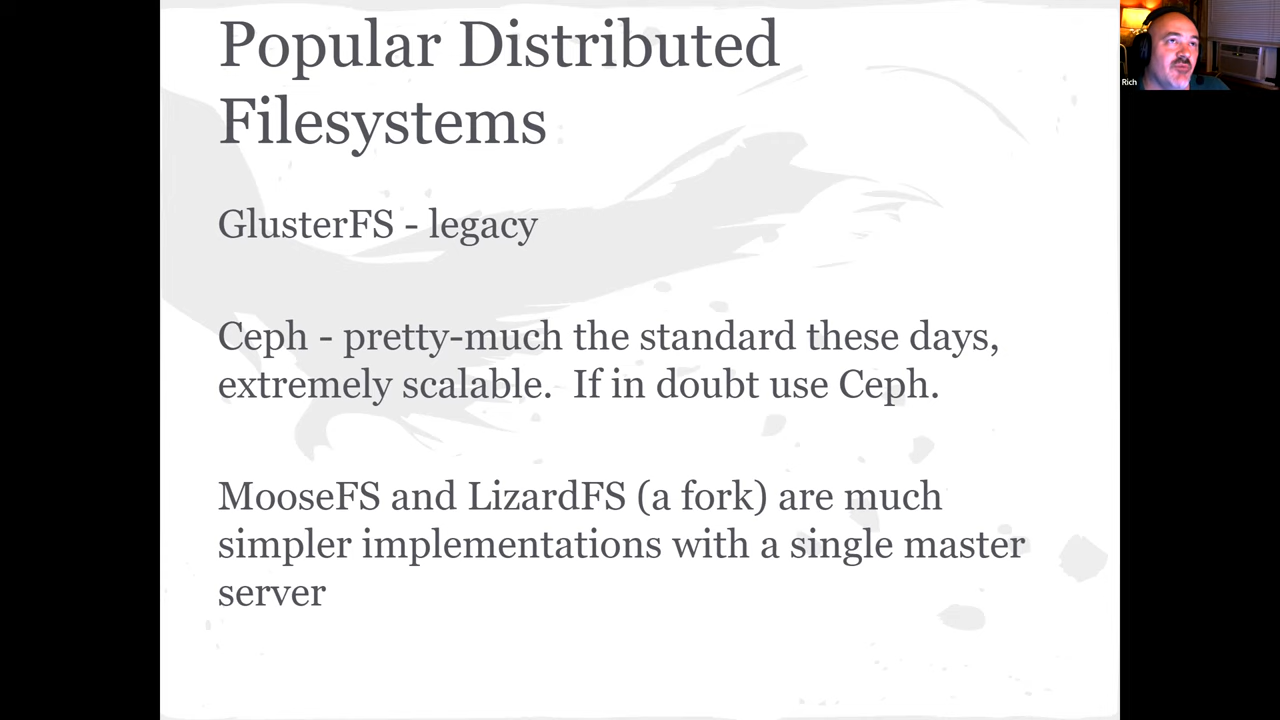 Popular Distributed
Filesystems
GlusterFS - legacy
Ceph - pretty-much the standard these days,
extremely scalable.  If in doubt use Ceph.
MooseFS and LizardFS (a fork) are much
simpler implementations with a single master
server
Rich